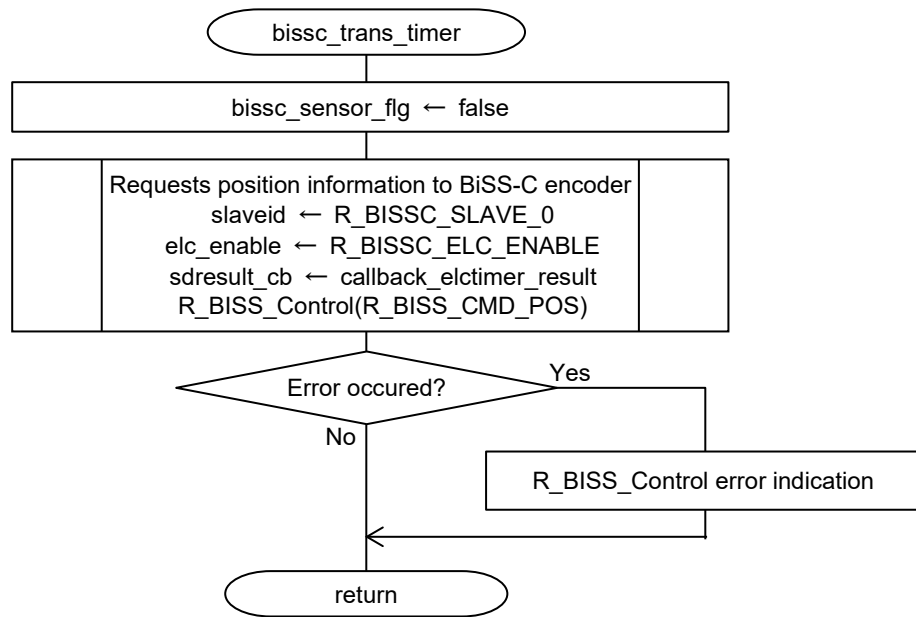 bissc_trans_timer
bissc_sensor_flg ← false
Requests position information to BiSS-C encoder
slaveid ← R_BISSC_SLAVE_0
elc_enable ← R_BISSC_ELC_ENABLE
sdresult_cb ← callback_elctimer_result
R_BISS_Control(R_BISS_CMD_POS)
Error occured?
Yes
No
R_BISS_Control error indication
return